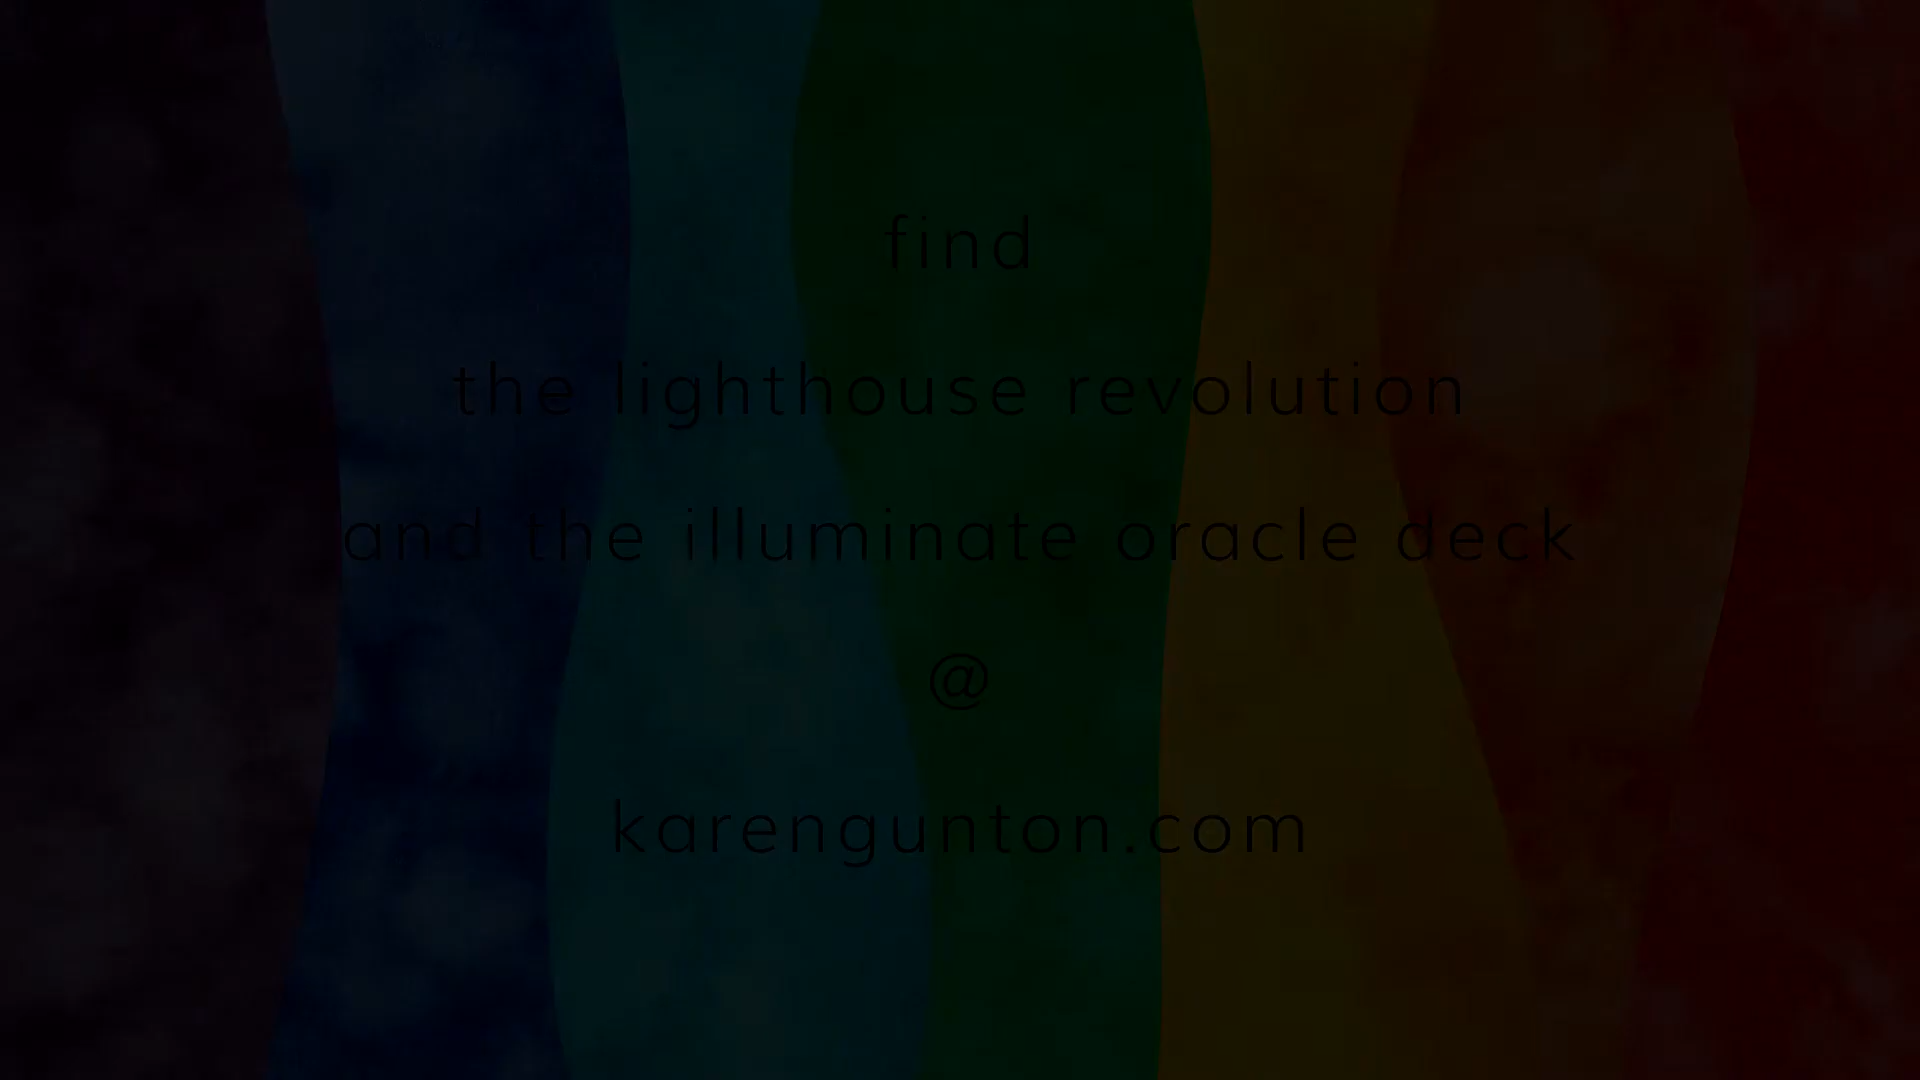 find
the lighthouse revolution
and the illuminate oracle deck
@
karengunton.com